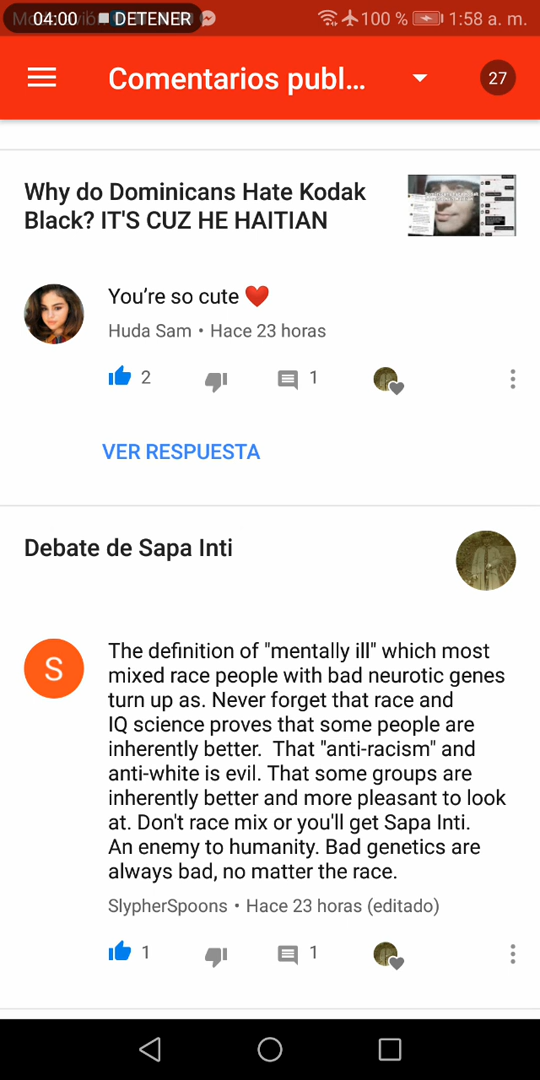 04:00 DETENER 100 % 1:58 a. m.
Comentarios publ... 27
Why do Dominicans Hate Kodak
Black? IT'S CUZ HE HAITIAN
You’re so cute ❤️
Huda Sam • Hace 23 horas
2 1
VER RESPUESTA
Debate de Sapa Inti
S
The definition of "mentally ill" which most
mixed race people with bad neurotic genes
turn up as. Never forget that race and
IQ science proves that some people are
inherently better.  That "anti-racism" and
anti-white is evil. That some groups are
inherently better and more pleasant to look
at. Don't race mix or you'll get Sapa Inti.
An enemy to humanity. Bad genetics are
always bad, no matter the race.
SlypherSpoons • Hace 23 horas (editado)
1 1